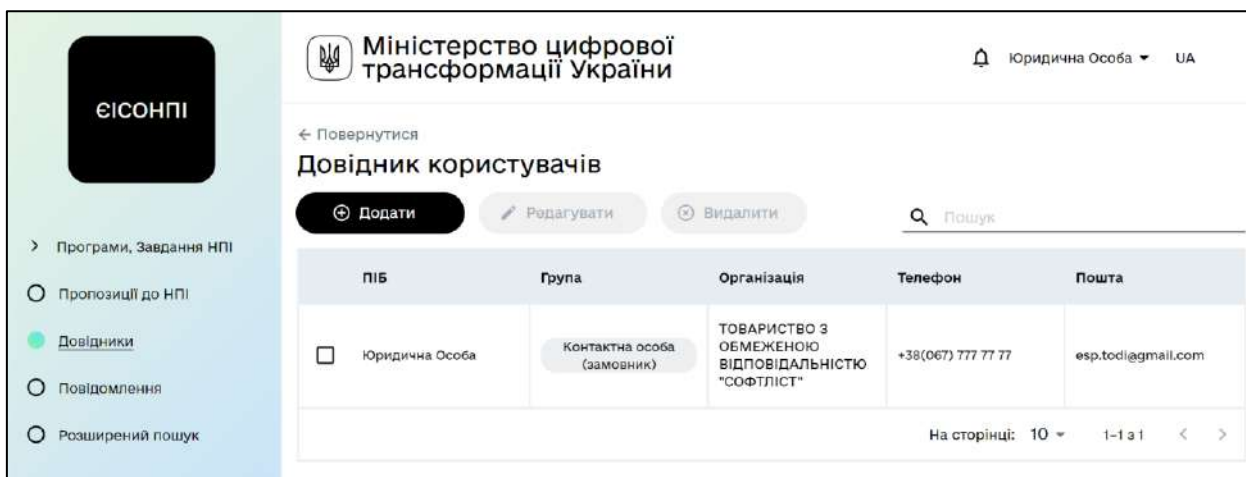 ЄІСОНПІ
Міністерство цифрової
трансформації України
Юридична Особа
UA
Повернутися
Довідник користувачів
Додати
Редагувати
Видалити
Пошук
Програми, Завдання НПІ
Пропозиції до НПІ
Довідники
Повідомлення
Розширений пошук
ПІБ
Група
Організація
Телефон
Пошта
Юридична Особа
Контактна особа
(замовник)
ТОВАРИСТВО З
ОБМЕЖЕНОЮ
ВІДПОВІДАЛЬНІСТЮ
"СОФТЛІСТ"
+38(067) 777 77 77
esp.todi@gmail.com
На сторінці: 10
1-1 з 1